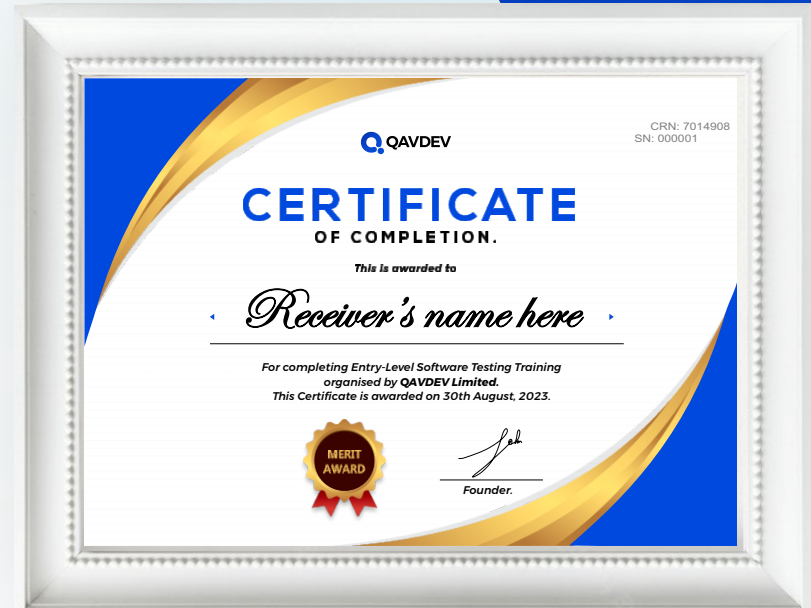 QAVDEV
CRN: 7014908
SN: 000001
CERTIFICATE
OF COMPLETION.
This is awarded to
Receiver's name here
For completing Entry-Level Software Testing Training
organised by QAVDEV Limited.
This Certificate is awarded on 30th August, 2023.
MERIT
AWARD
Founder.